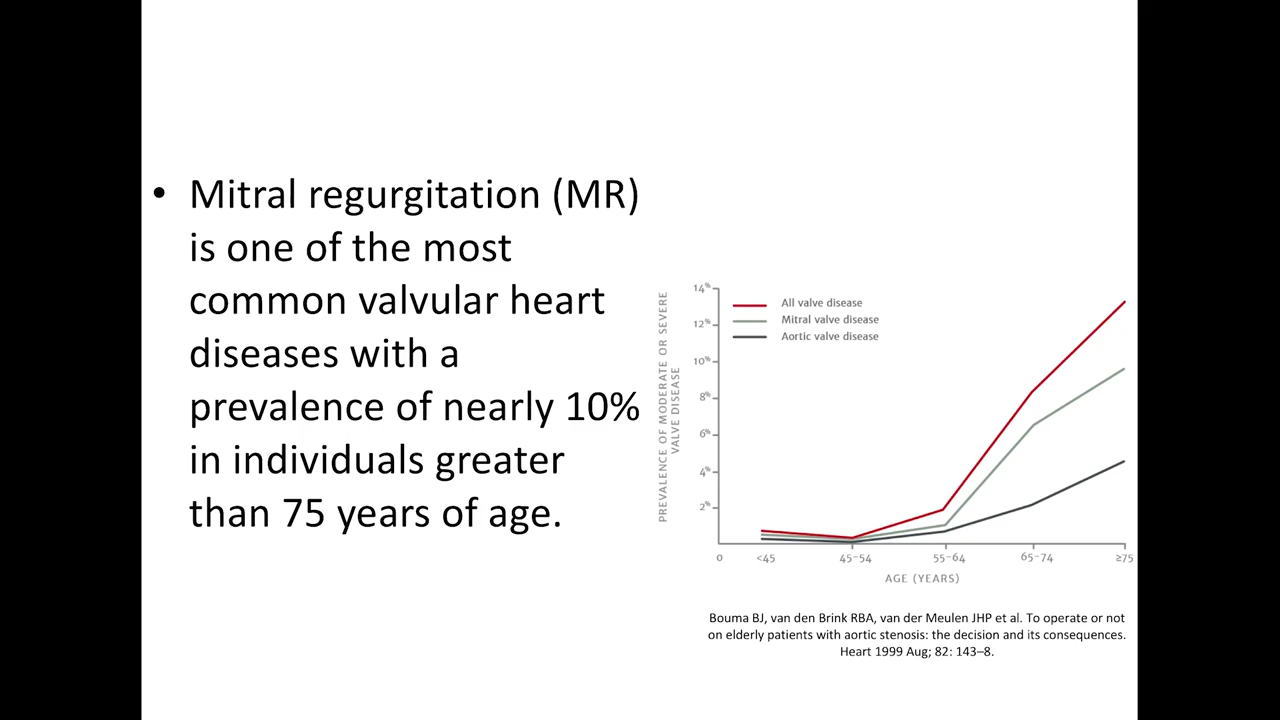 • Mitral regurgitation (MR)
is one of the most
common valvular heart
diseases with a
prevalence of nearly 10%
in individuals greater
than 75 years of age.
PREVALENCE OF MODERATE OR SEVERE
VALVE DISEASE
14%
12%
10%
8%
6%
4%
2%
All valve disease
Mitral valve disease
Aortic valve disease
0 <45 45-54 55-64 65-74 ≥75
AGE (YEARS)
Bouma BJ, van den Brink RBA, van der Meulen JHP et al. To operate or not
on elderly patients with aortic stenosis: the decision and its consequences.
Heart 1999 Aug; 82: 143–8.